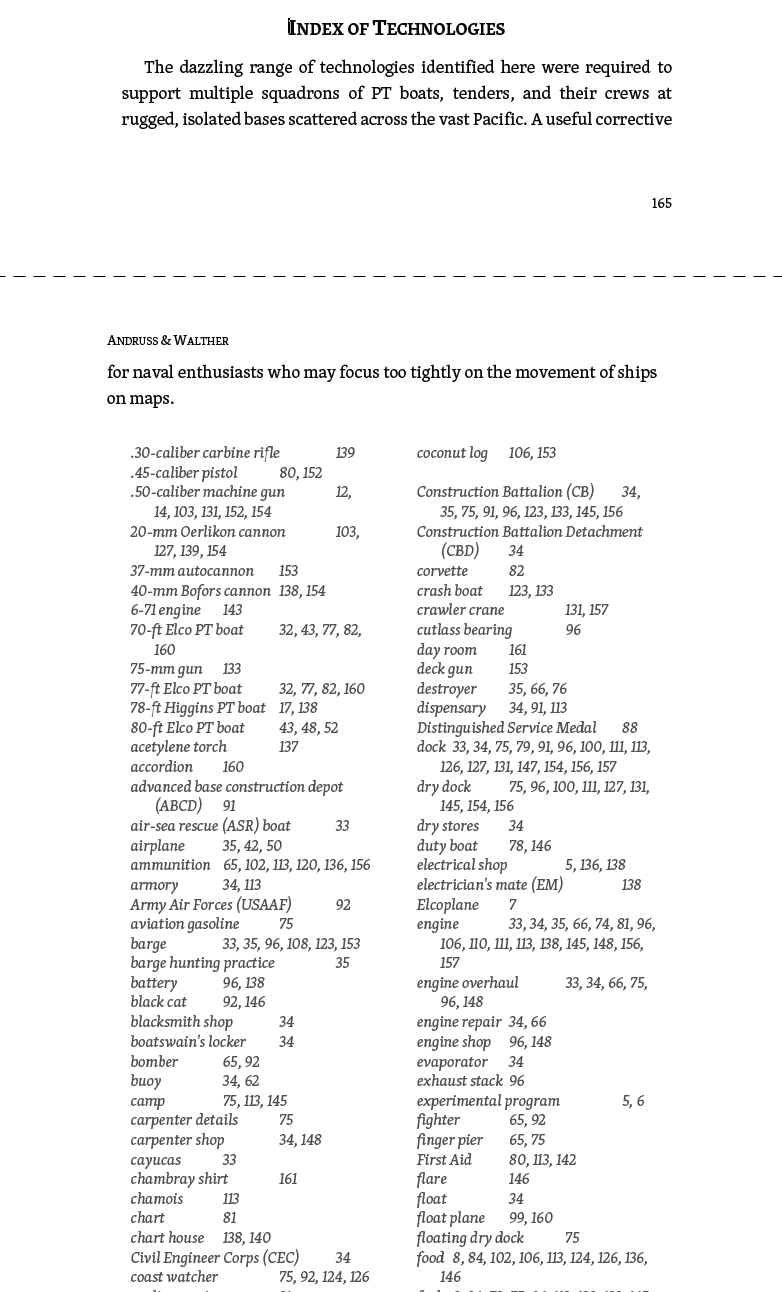 INDEX OF TECHNOLOGIES
The dazzling range of technologies identified here were required to
support multiple squadrons of PT boats, tenders, and their crews at
rugged, isolated bases scattered across the vast Pacific. A useful corrective
165
ANDRUSS & WALTHER
for naval enthusiasts who may focus too tightly on the movement of ships
on maps.
.30-caliber carbine rifle 139
.45-caliber pistol 80, 152
.50-caliber machine gun 12,
14, 103, 131, 152, 154
20-mm Oerlikon cannon 103,
127, 139, 154
37-mm autocannon 153
40-mm Bofors cannon 138, 154
6-71 engine 143
70-ft Elco PT boat 32, 43, 77, 82,
160
75-mm gun 133
77-ft Elco PT boat 32, 77, 82, 160
78-ft Higgins PT boat 17, 138
80-ft Elco PT boat 43, 48, 52
acetylene torch 137
accordion 160
advanced base construction depot
(ABCD) 91
air-sea rescue (ASR) boat 33
airplane 35, 42, 50
ammunition 65, 102, 113, 120, 136, 156
armory 34, 113
Army Air Forces (USAAF) 92
aviation gasoline 75
barge 33, 35, 96, 108, 123, 153
barge hunting practice 35
battery 96, 138
black cat 92, 146
blacksmith shop 34
boatswain's locker 34
bomber 65, 92
buoy 34, 62
camp 75, 113, 145
carpenter details 75
carpenter shop 34, 148
cayucas 33
chambray shirt 161
chamois 113
chart 81
chart house 138, 140
Civil Engineer Corps (CEC) 34
coast watcher 75, 92, 124, 126
coconut log 106, 153
Construction Battalion (CB) 34,
35, 75, 91, 96, 123, 133, 145, 156
Construction Battalion Detachment
(CBD) 34
corvette 82
crash boat 123, 133
crawler crane 131, 157
cutlass bearing 96
day room 161
deck gun 153
destroyer 35, 66, 76
dispensary 34, 91, 113
Distinguished Service Medal 88
dock 33, 34, 75, 79, 91, 96, 100, 111, 113,
126, 127, 131, 147, 154, 156, 157
dry dock 75, 96, 100, 111, 127, 131,
145, 154, 156
dry stores 34
duty boat 78, 146
electrical shop 5, 136, 138
electrician's mate (EM) 138
Elcoplane 7
engine 33, 34, 35, 66, 74, 81, 96,
106, 110, 111, 113, 138, 145, 148, 156,
157
engine overhaul 33, 34, 66, 75,
96, 148
engine repair 34, 66
engine shop 96, 148
evaporator 34
exhaust stack 96
experimental program 5, 6
fighter 65, 92
finger pier 65, 75
First Aid 80, 113, 142
flare 146
float 34
float plane 99, 160
floating dry dock 75
food 8, 84, 102, 106, 113, 124, 126, 136,
146